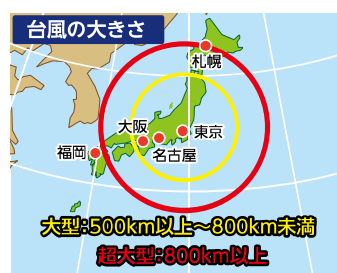 台風の大きさ
札幌
大阪
東京
福岡
名古屋
大型:500km以上〜800km未満
超大型:800km以上